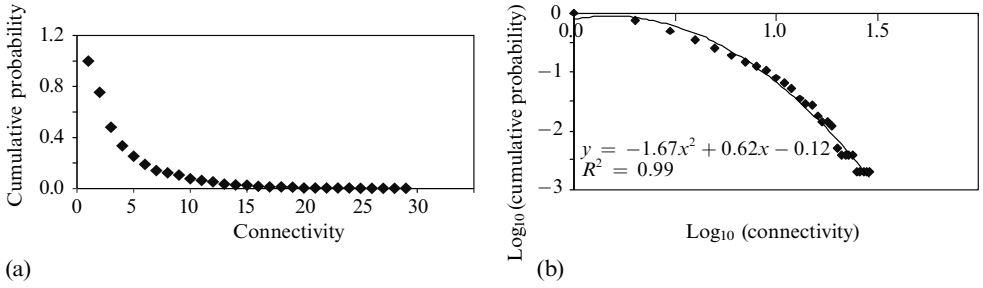 Cumulative probability
1.2
0.8
0.4
0.0
0 5 10 15 20 25 30
Connectivity
(a)
Log10 (cumulative probability)
0
−1
−2
−3
0.0 1.0 1.5
y = −1.67x² + 0.62x − 0.12
R² = 0.99
Log10 (connectivity)
(b)